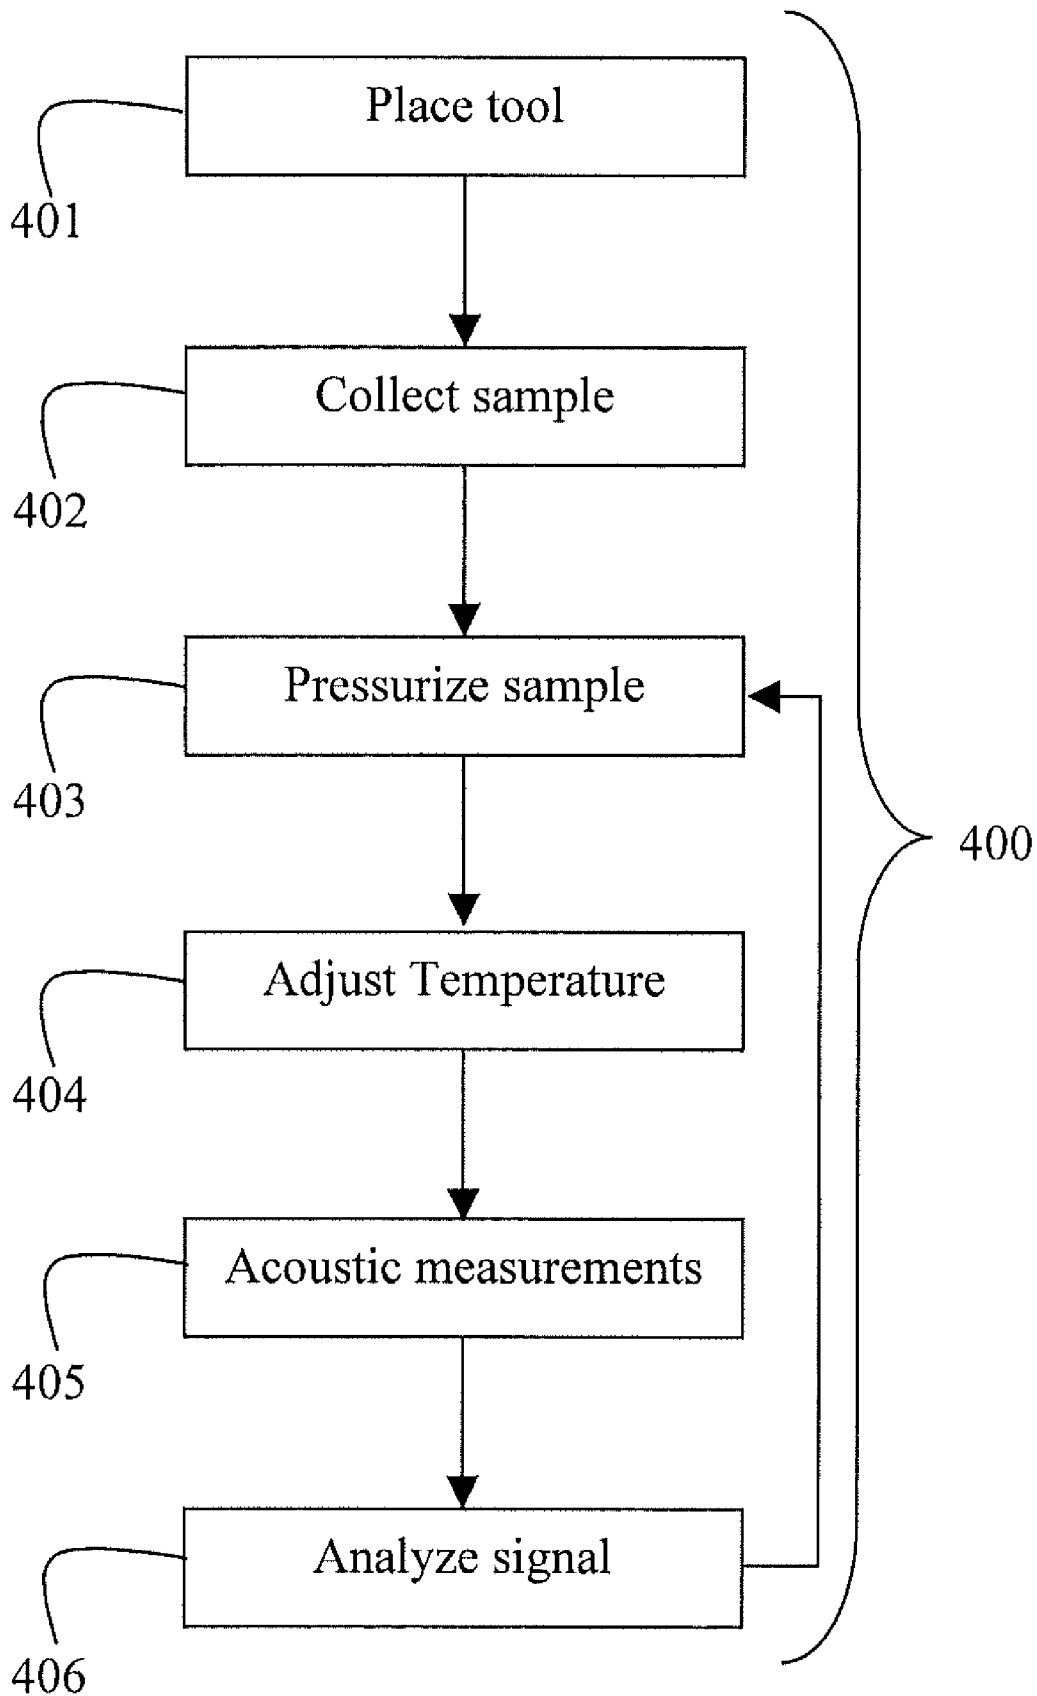 Place tool
401
Collect sample
402
Pressurize sample
403
400
Adjust Temperature
404
Acoustic measurements
405
Analyze signal
406